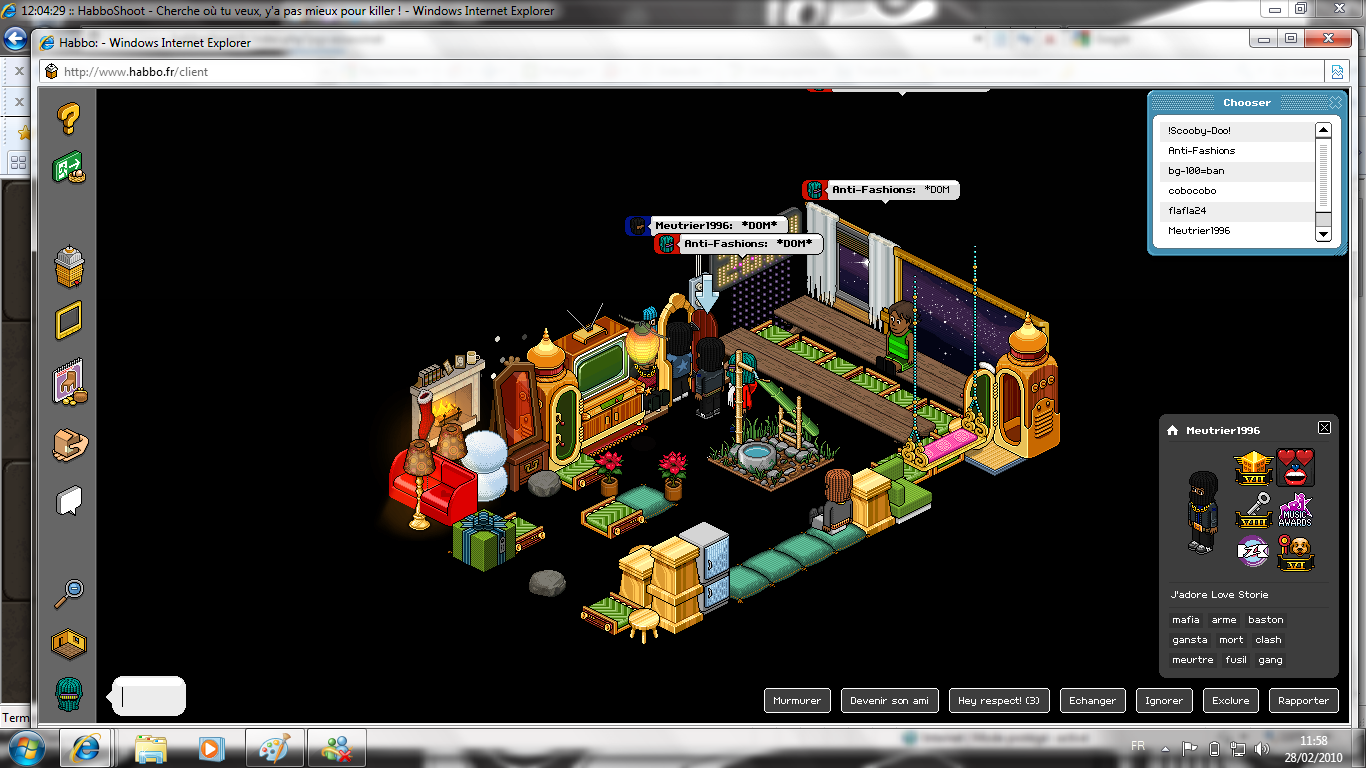 12:04:29 :: HabboShoot - Cherche où tu veux, y'a pas mieux pour killer ! - Windows Internet Explorer
Habbo: - Windows Internet Explorer
http://www.habbo.fr/client
Chooser
!Scooby-Doo!
Anti-Fashions
bg-100=ban
cobocobo
flafla24
Meutrier1996
Anti-Fashions: *DOM
Meutrier1996: *DOM*
Anti-Fashions: *DOM*
Meutrier1996
MUSIC AWARDS
J'adore Love Storie
mafia arme baston
gansta mort clash
meurtre fusil gang
Murmurer Devenir son ami Hey respect! (3) Echanger Ignorer Exclure Rapporter
Term
FR
11:58
28/02/2010